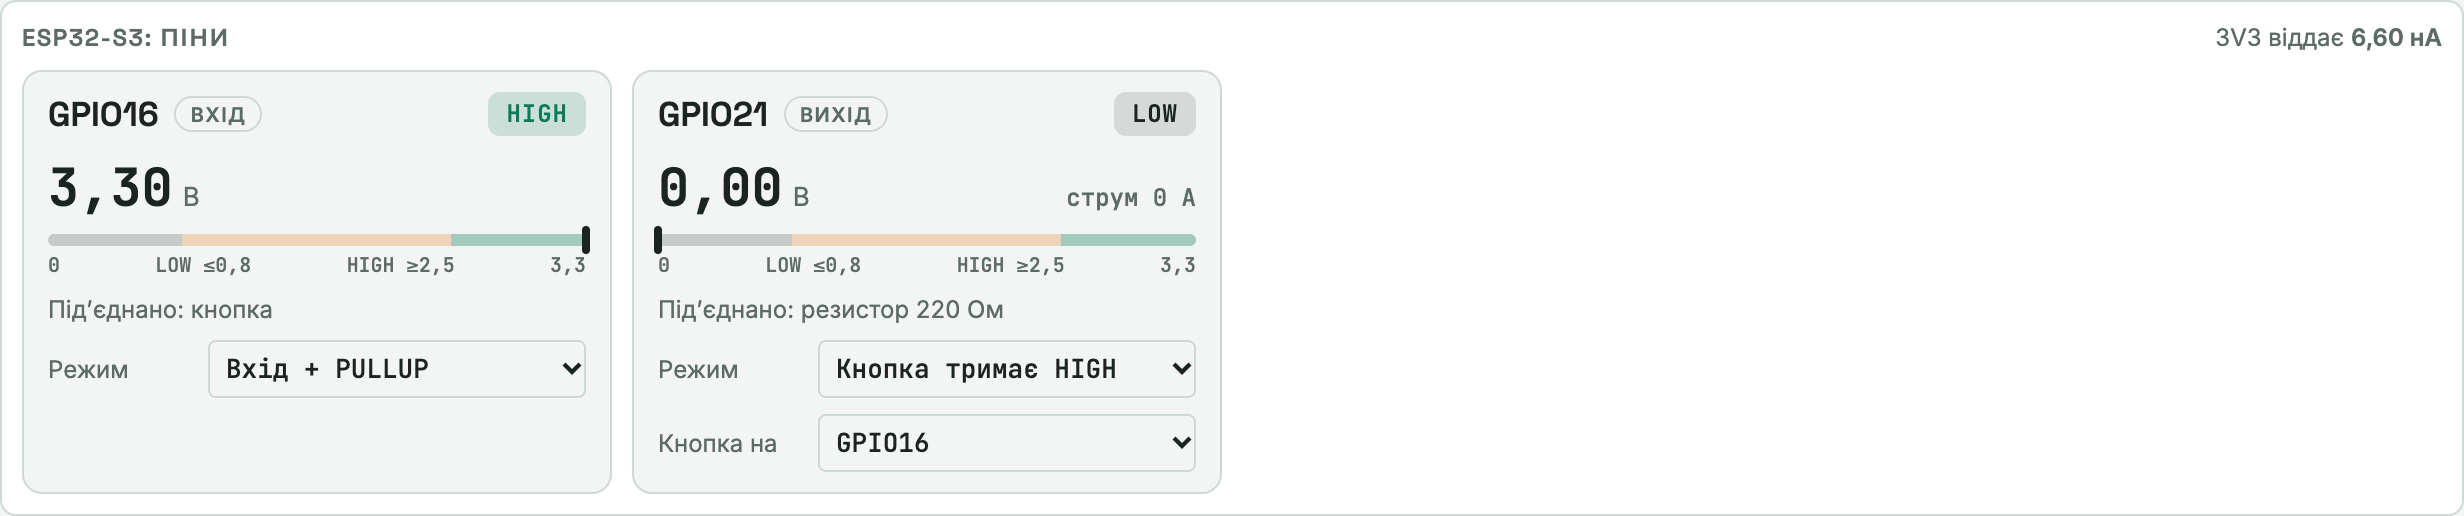 ESP32-S3: ПІНИ
3V3 віддає 6,60 нА
GPIO16 ВХІД HIGH
3,30 В
0 LOW ≤0,8 HIGH ≥2,5 3,3
Під’єднано: кнопка
Режим Вхід + PULLUP
GPIO21 ВИХІД LOW
0,00 В струм 0 А
0 LOW ≤0,8 HIGH ≥2,5 3,3
Під’єднано: резистор 220 Ом
Режим Кнопка тримає HIGH
Кнопка на GPIO16